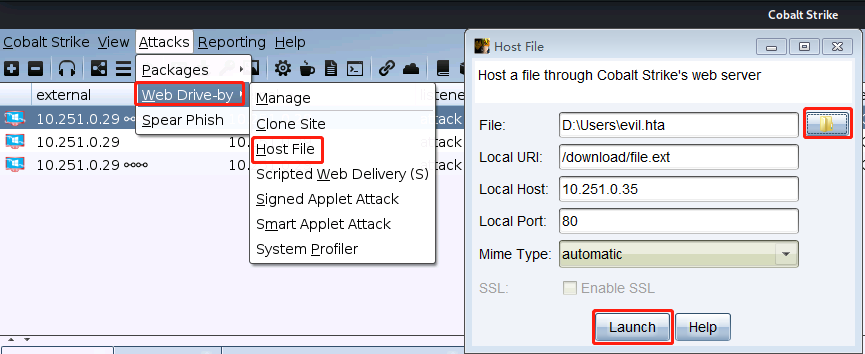 Cobalt Strike
Cobalt Strike View Attacks Reporting Help
Packages
Web Drive-by
Spear Phish
Manage
Clone Site
Host File
Scripted Web Delivery (S)
Signed Applet Attack
Smart Applet Attack
System Profiler
external
10.251.0.29
10.251.0.29
10.251.0.29
10.
10.
Host File
Host a file through Cobalt Strike's web server
File: D:\Users\evil.hta
Local URI: /download/file.ext
Local Host: 10.251.0.35
Local Port: 80
Mime Type: automatic
SSL: Enable SSL
Launch Help